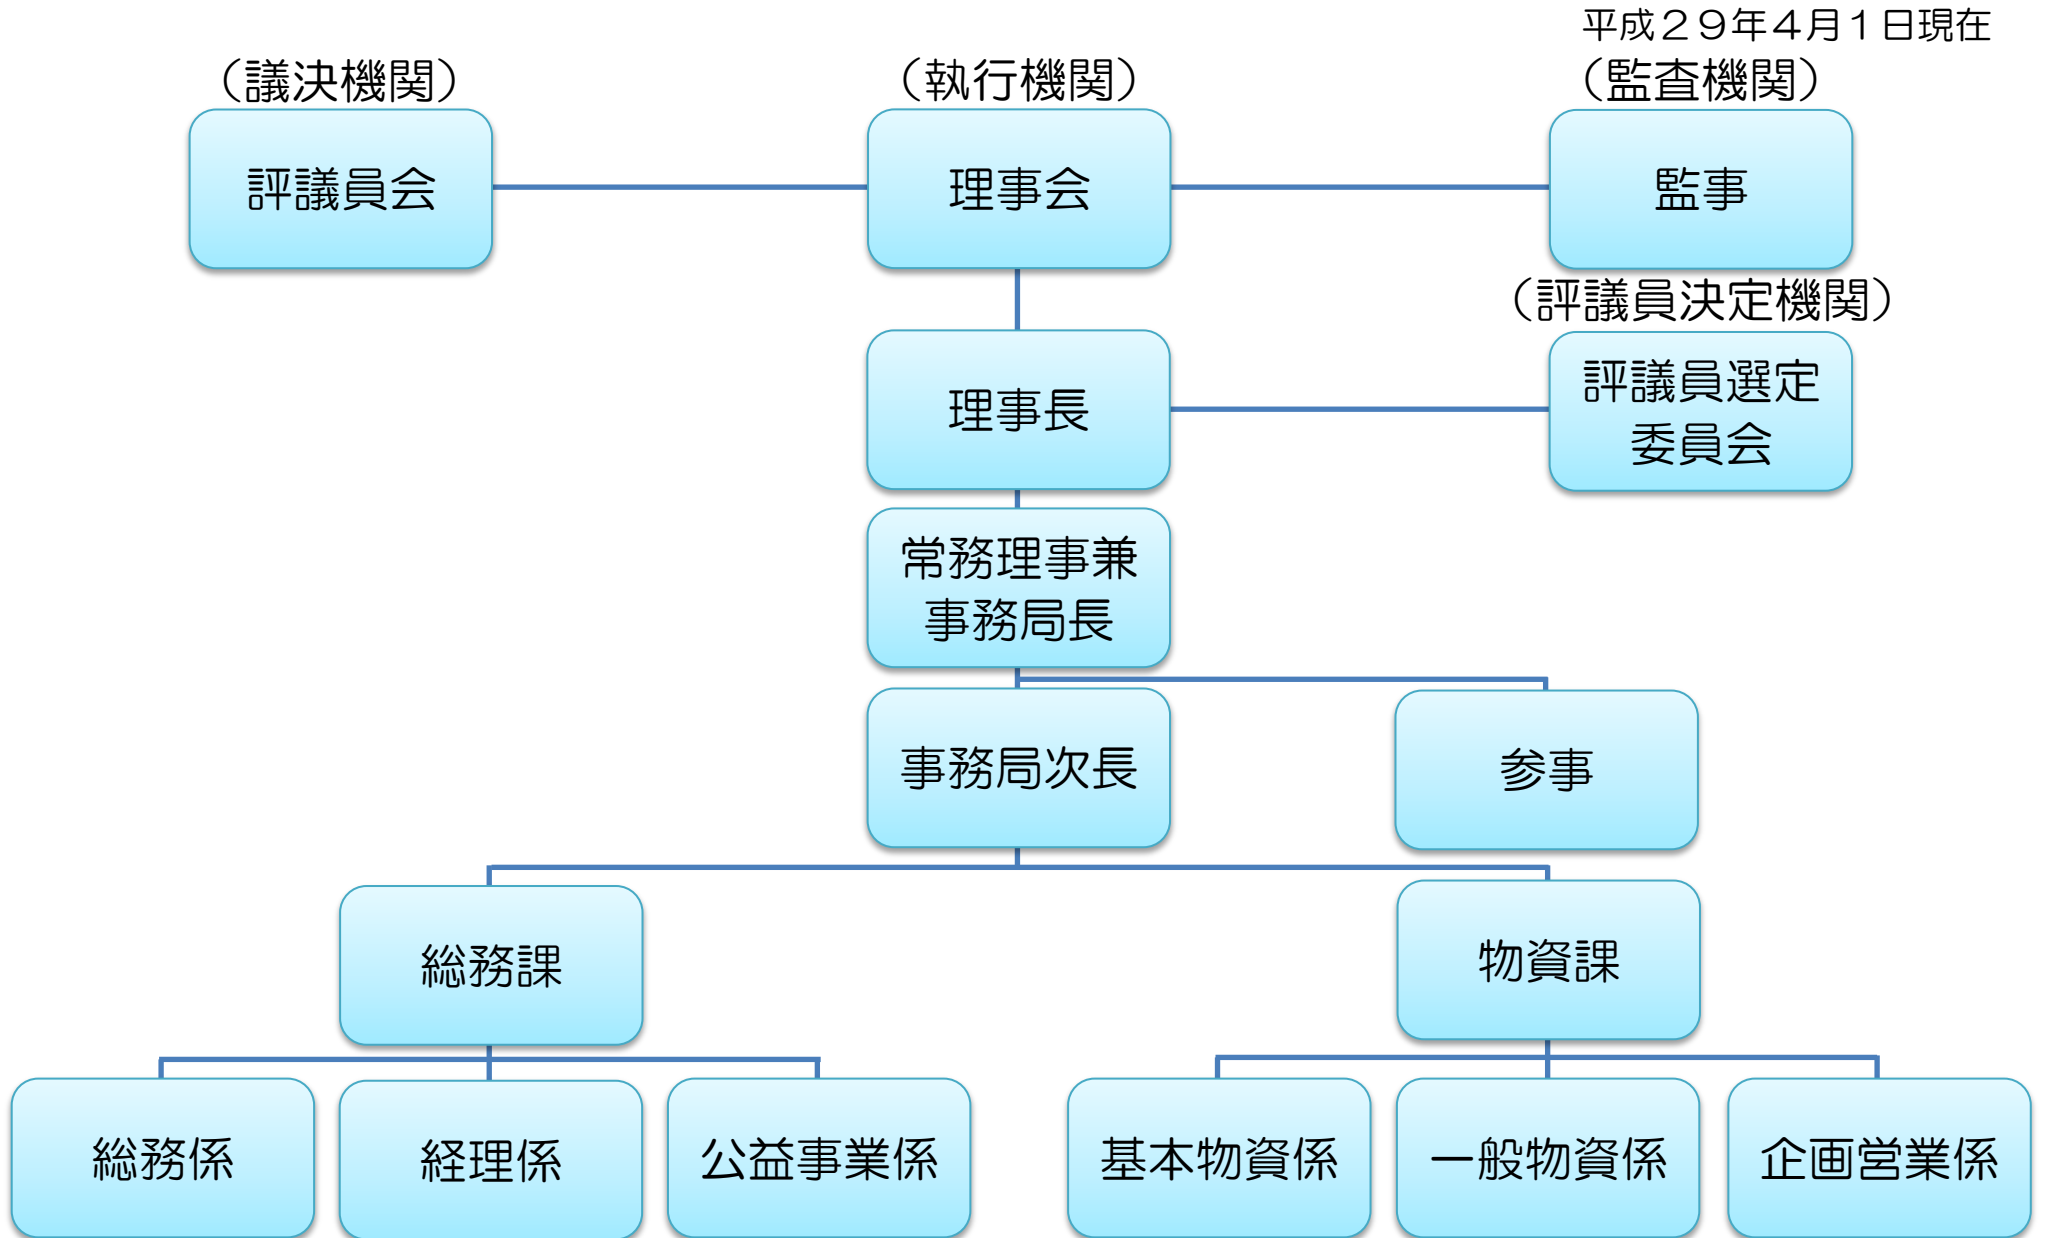 平成２９年４月１日現在
（議決機関）
（執行機関）
（監査機関）
評議員会
理事会
監事
（評議員決定機関）
理事長
評議員選定
委員会
常務理事兼
事務局長
事務局次長
参事
総務課
物資課
総務係
経理係
公益事業係
基本物資係
一般物資係
企画営業係